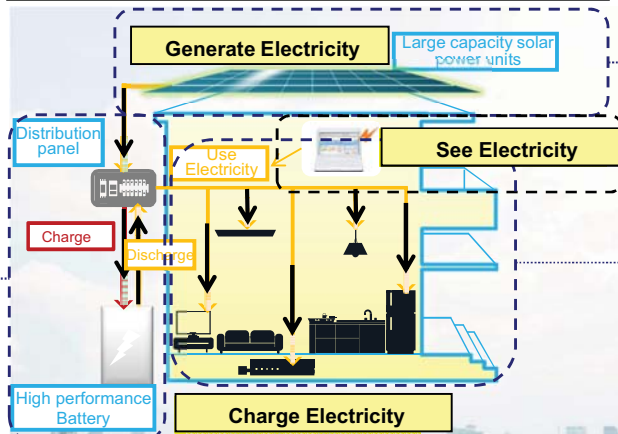 Generate Electricity
Large capacity solar
power units
Distribution
panel
Use
Electricity
See Electricity
Charge
Discharge
High performance
Battery
Charge Electricity